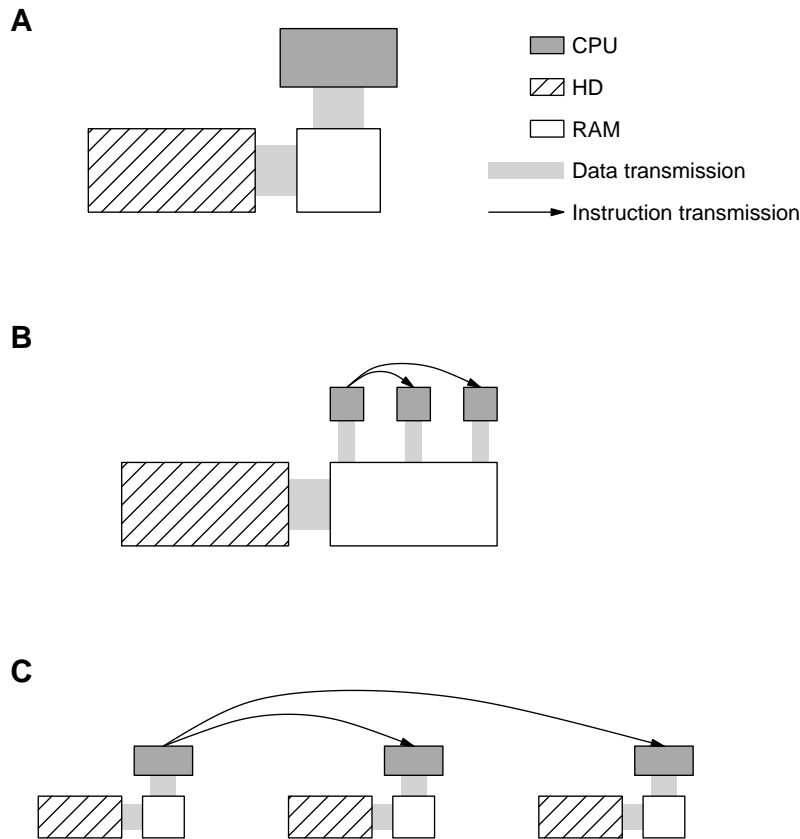 A
CPU
HD
RAM
Data transmission
Instruction transmission
B
C